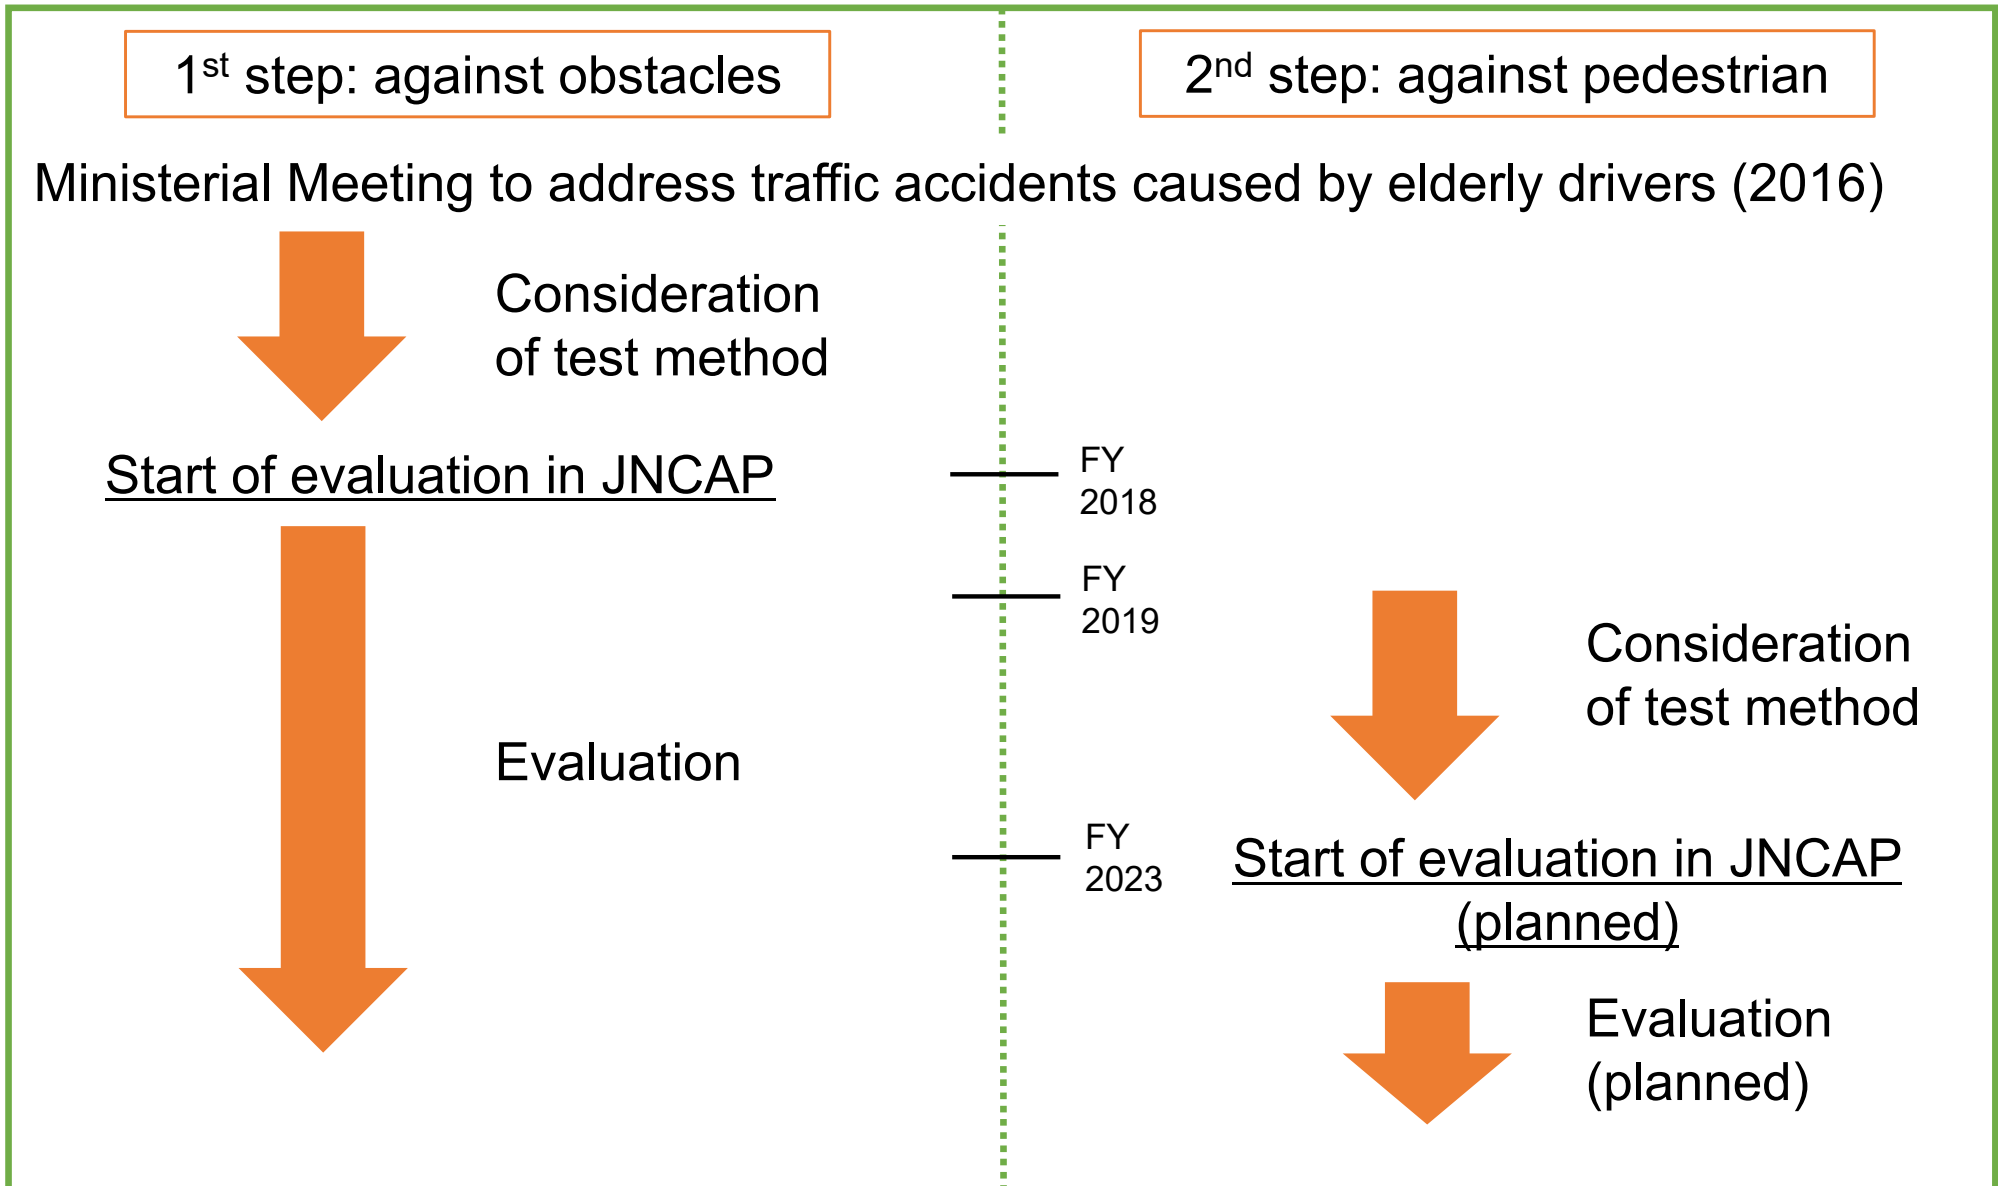 1st step: against obstacles
2nd step: against pedestrian
Ministerial Meeting to address traffic accidents caused by elderly drivers (2016)
Consideration
of test method
Start of evaluation in JNCAP
Evaluation
FY
2018
FY
2019
FY
2023
Consideration
of test method
Start of evaluation in JNCAP
(planned)
Evaluation
(planned)